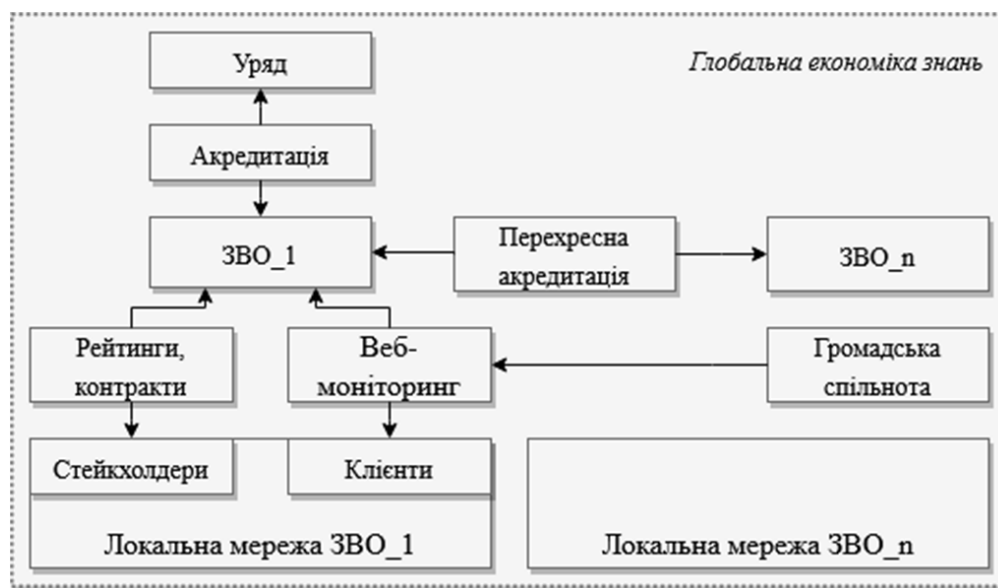 Уряд
Глобальна економіка знань
Акредитація
ЗВО_1
Перехресна
акредитація
ЗВО_n
Рейтинги,
контракти
Веб-
моніторинг
Громадська
спільнота
Стейкхолдери
Клієнти
Локальна мережа ЗВО_1
Локальна мережа ЗВО_n